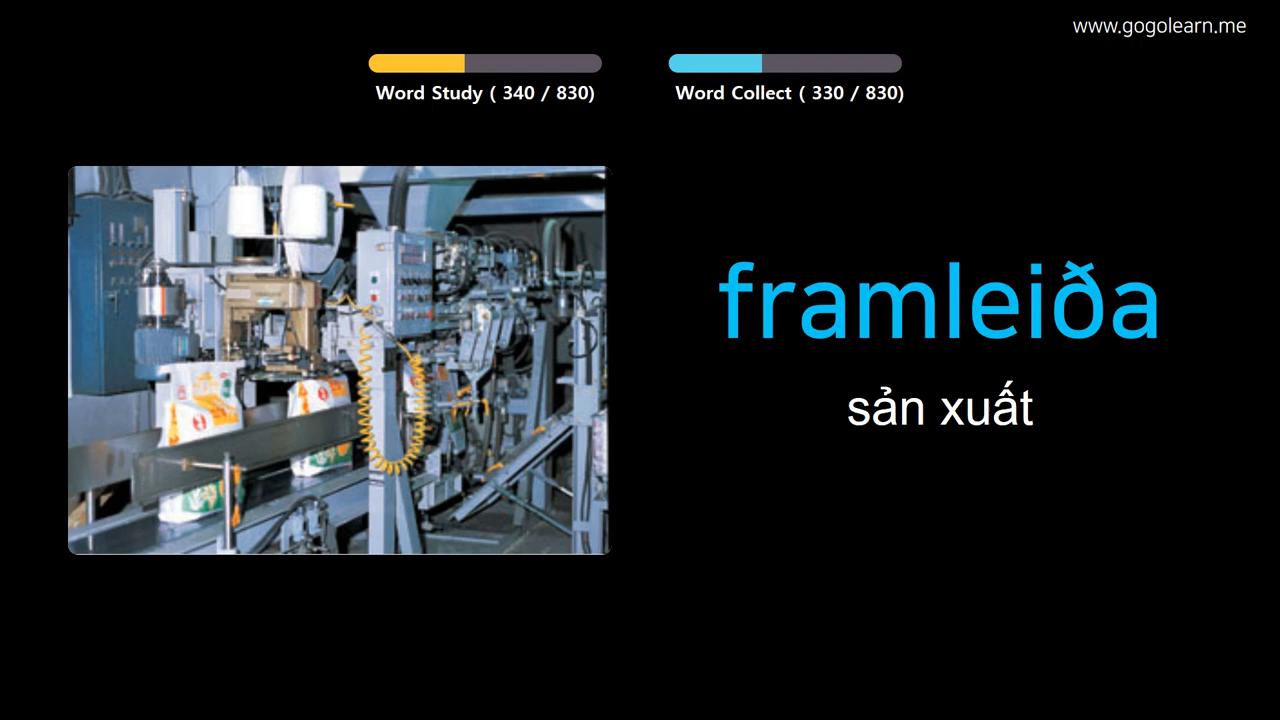 www.gogolearn.me
Word Study ( 340 / 830)
Word Collect ( 330 / 830)
framleiða
sản xuất